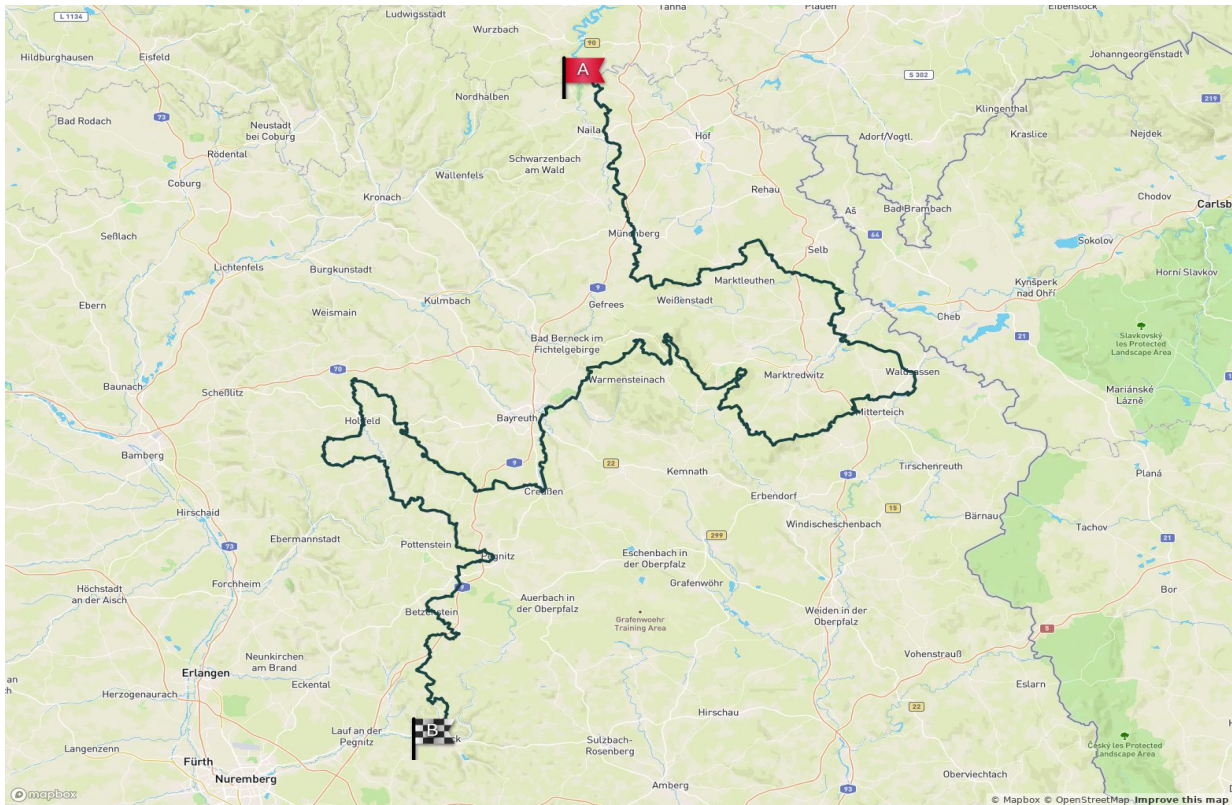 L 1134
Ludwigsstadt
Tanna
Plauen
Eibenstock
Wurzbach
90
Hildburghausen
Eisfeld
Johanngeorgenstadt
A
S 302
Nordhalben
Klingenthal
219
Bad Rodach
73
Neustadt
bei Coburg
Naila
Hof
Adorf/Vogtl.
Kraslice
Nejdek
Rödental
Schwarzenbach
am Wald
Wallenfels
Coburg
Kronach
Rehau
Bad Brambach
Chodov
Aš
Carlsb
Seßlach
Münchberg
64
Sokolov
Selb
Lichtenfels
Burgkunstadt
Marktleuthen
Kynšperk
nad Ohří
Horní Slavkov
Ebern
Kulmbach
9
Gefrees
Weißenstadt
Weismain
Cheb
Slavkovský
les Protected
Landscape Area
Bad Berneck im
Fichtelgebirge
21
70
Warmensteinach
Marktredwitz
Waldsassen
Baunach
Scheßlitz
Mariánské
Lázně
Hollfeld
Bayreuth
Mitterteich
Bamberg
9
22
Kemnath
93
Tirschenreuth
Planá
Creußen
Erbendorf
Hirschaid
15
Bärnau
Windischeschenbach
Tachov
73
Ebermannstadt
Pottenstein
299
21
Pegnitz
Eschenbach in
der Oberpfalz
Höchstadt
an der Aisch
Forchheim
9
Grafenwöhr
Bor
Betzenstein
Auerbach in
der Oberpfalz
Grafenwoehr
Training Area
Weiden in der
Oberpfalz
5
Neunkirchen
am Brand
Vohenstrauß
Erlangen
Eckental
Eslarn
an
Herzogenaurach
22
Hirschau
Lauf an der
Pegnitz
B
ck
Sulzbach-
Rosenberg
Český les Protected
Landscape Area
Langenzenn
Fürth
Nuremberg
Amberg
93
Oberviechtach
mapbox
© Mapbox © OpenStreetMap Improve this map